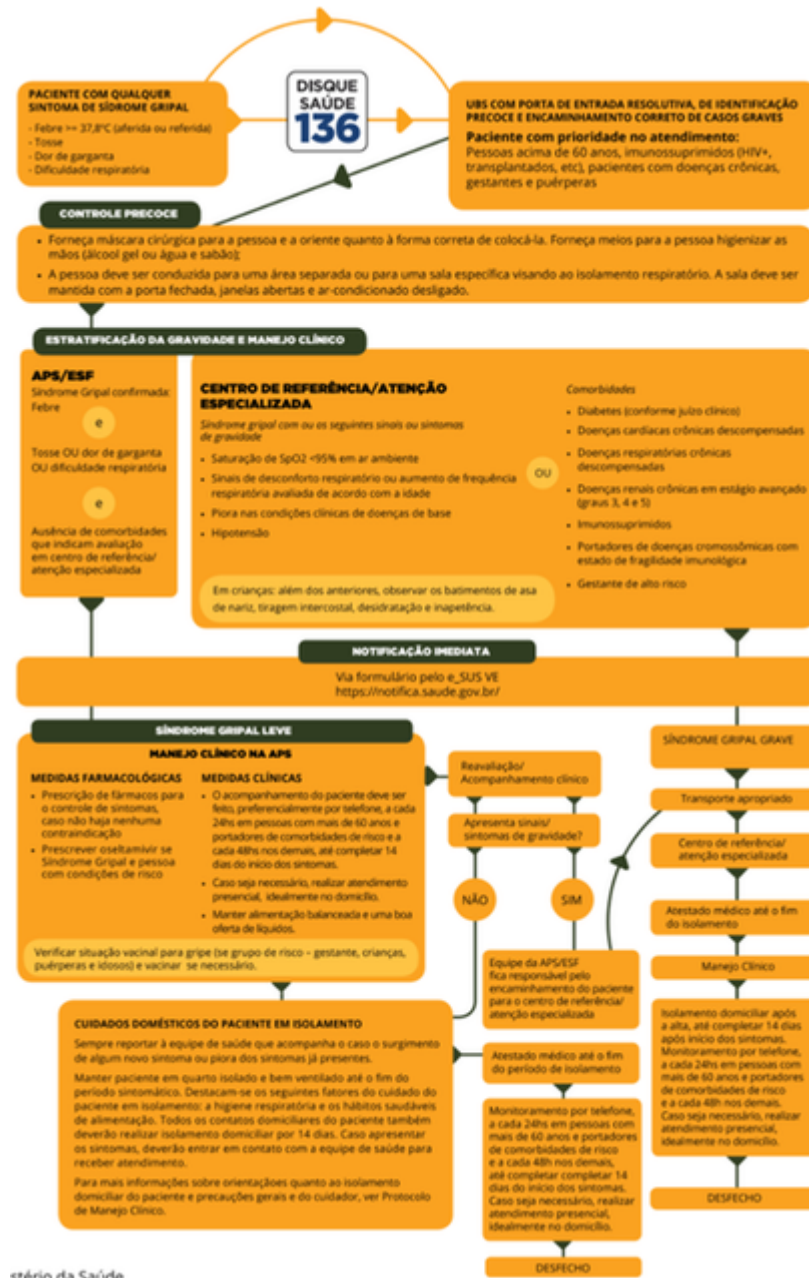 PACIENTE COM QUALQUER
SINTOMA DE SÍDROME GRIPAL
- Febre >= 37,8°C (aferida ou referida)
- Tosse
- Dor de garganta
- Dificuldade respiratória
DISQUE
SAÚDE
136
UBS COM PORTA DE ENTRADA RESOLUTIVA, DE IDENTIFICAÇÃO
PRECOCE E ENCAMINHAMENTO CORRETO DE CASOS GRAVES
Paciente com prioridade no atendimento:
Pessoas acima de 60 anos, imunossuprimidos (HIV+,
transplantados, etc), pacientes com doenças crônicas,
gestantes e puérperas
CONTROLE PRECOCE
• Forneça máscara cirúrgica para a pessoa e a oriente quanto à forma correta de colocá-la. Forneça meios para a pessoa higienizar as
mãos (álcool gel ou água e sabão);
• A pessoa deve ser conduzida para uma área separada ou para uma sala específica visando ao isolamento respiratório. A sala deve ser
mantida com a porta fechada, janelas abertas e ar-condicionado desligado.
ESTRATIFICAÇÃO DA GRAVIDADE E MANEJO CLÍNICO
APS/ESF
Síndrome Gripal confirmada:
Febre
e
Tosse OU dor de garganta
OU dificuldade respiratória
e
Ausência de comorbidades
que indicam avaliação
em centro de referência/
atenção especializada
CENTRO DE REFERÊNCIA/ATENÇÃO
ESPECIALIZADA
Síndrome gripal com ou os seguintes sinais ou sintomas
de gravidade
• Saturação de SpO2 <95% em ar ambiente
• Sinais de desconforto respiratório ou aumento de frequência
respiratória avaliada de acordo com a idade
• Piora nas condições clínicas de doenças de base
• Hipotensão
OU
Comorbidades
• Diabetes (conforme juízo clínico)
• Doenças cardíacas crônicas descompensadas
• Doenças respiratórias crônicas
descompensadas
• Doenças renais crônicas em estágio avançado
(graus 3, 4 e 5)
• Imunossuprimidos
• Portadores de doenças cromossômicas com
estado de fragilidade imunológica
• Gestante de alto risco
Em crianças: além dos anteriores, observar os batimentos de asa
de nariz, tiragem intercostal, desidratação e inapetência.
NOTIFICAÇÃO IMEDIATA
Via formulário pelo e_SUS VE
https://notifica.saude.gov.br/
SÍNDROME GRIPAL LEVE
MANEJO CLÍNICO NA APS
MEDIDAS FARMACOLÓGICAS
• Prescrição de fármacos para
o controle de sintomas,
caso não haja nenhuma
contraindicação
• Prescrever oseltamivir se
Síndrome Gripal e pessoa
com condições de risco
MEDIDAS CLÍNICAS
• O acompanhamento do paciente deve ser
feito, preferencialmente por telefone, a cada
24hs em pessoas com mais de 60 anos e
portadores de comorbidades de risco e a
cada 48hs nos demais, até completar 14
dias do início dos sintomas.
• Caso seja necessário, realizar atendimento
presencial, idealmente no domicílio.
• Manter alimentação balanceada e uma boa
oferta de líquidos.
Verificar situação vacinal para gripe (se grupo de risco – gestante, crianças,
puérperas e idosos) e vacinar se necessário.
Reavaliação/
Acompanhamento clínico
Apresenta sinais/
sintomas de gravidade?
NÃO
SIM
Equipe da APS/ESF
fica responsável pelo
encaminhamento do paciente
para o centro de referência/
atenção especializada
SÍNDROME GRIPAL GRAVE
Transporte apropriado
Centro de referência/
atenção especializada
Atestado médico até o fim
do isolamento
Manejo Clínico
Isolamento domiciliar após
a alta, até completar 14 dias
após início dos sintomas.
Monitoramento por telefone,
a cada 24hs em pessoas com
mais de 60 anos e portadores
de comorbidades de risco
e a cada 48h nos demais.
Caso seja necessário, realizar
atendimento presencial,
idealmente no domicílio.
DESFECHO
CUIDADOS DOMÉSTICOS DO PACIENTE EM ISOLAMENTO
Sempre reportar à equipe de saúde que acompanha o caso o surgimento
de algum novo sintoma ou piora dos sintomas já presentes.
Manter paciente em quarto isolado e bem ventilado até o fim do
período sintomático. Destacam-se os seguintes fatores do cuidado do
paciente em isolamento: a higiene respiratória e os hábitos saudáveis
de alimentação. Todos os contatos domiciliares do paciente também
deverão realizar isolamento domiciliar por 14 dias. Caso apresentar
os sintomas, deverão entrar em contato com a equipe de saúde para
receber atendimento.
Para mais informações sobre orientaçãoes quanto ao isolamento
domiciliar do paciente e precauções gerais e do cuidador, ver Protocolo
de Manejo Clínico.
Atestado médico até o fim
do período de isolamento
Monitoramento por telefone,
a cada 24hs em pessoas com
mais de 60 anos e portadores
de comorbidades de risco
e a cada 48h nos demais,
até completar completar 14
dias do início dos sintomas.
Caso seja necessário, realizar
atendimento presencial,
idealmente no domicílio.
DESFECHO
stério da Saúde